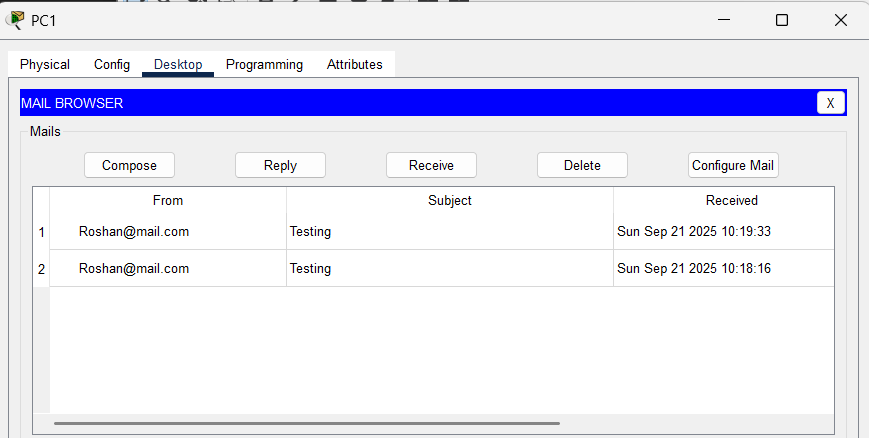 PC1
Physical Config Desktop Programming Attributes
MAIL BROWSER X
Mails
Compose Reply Receive Delete Configure Mail
From Subject Received
1 Roshan@mail.com Testing Sun Sep 21 2025 10:19:33
2 Roshan@mail.com Testing Sun Sep 21 2025 10:18:16